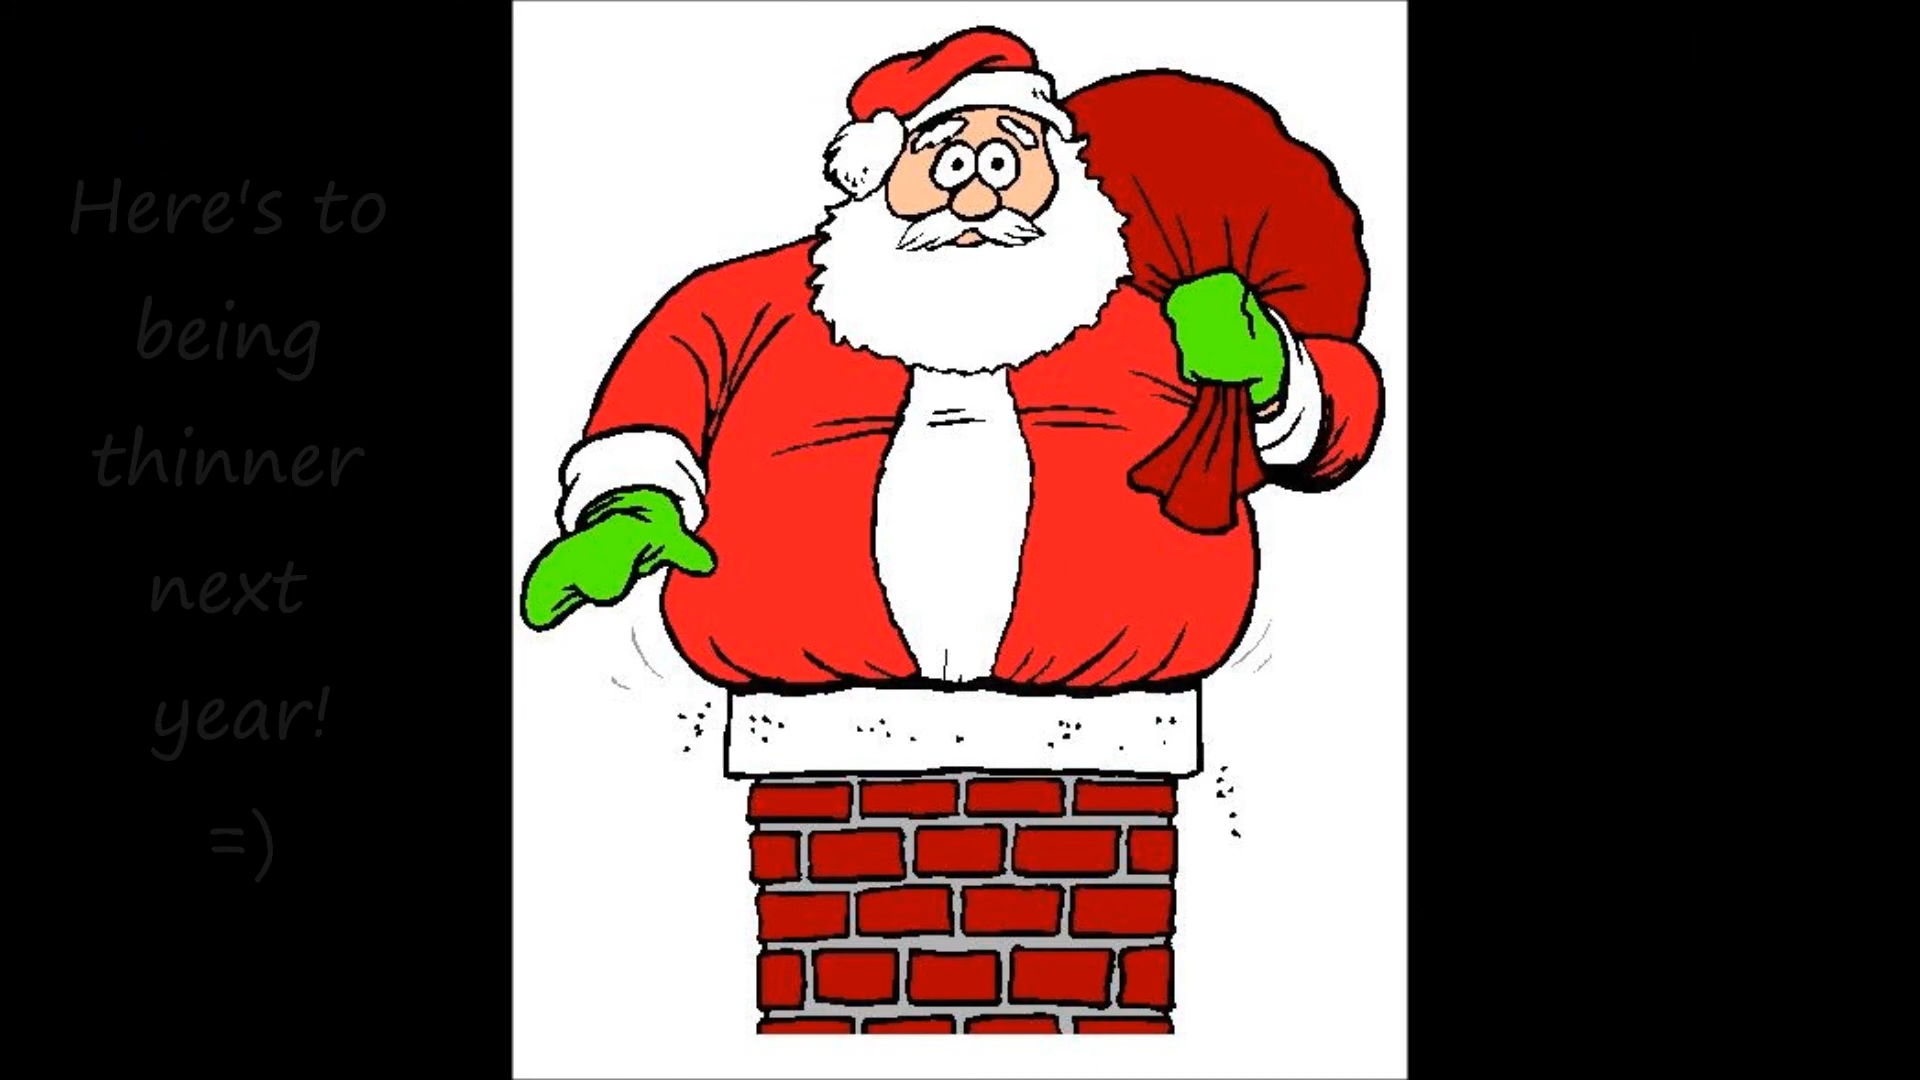 Here's to
being
thinner
next
year!
=)